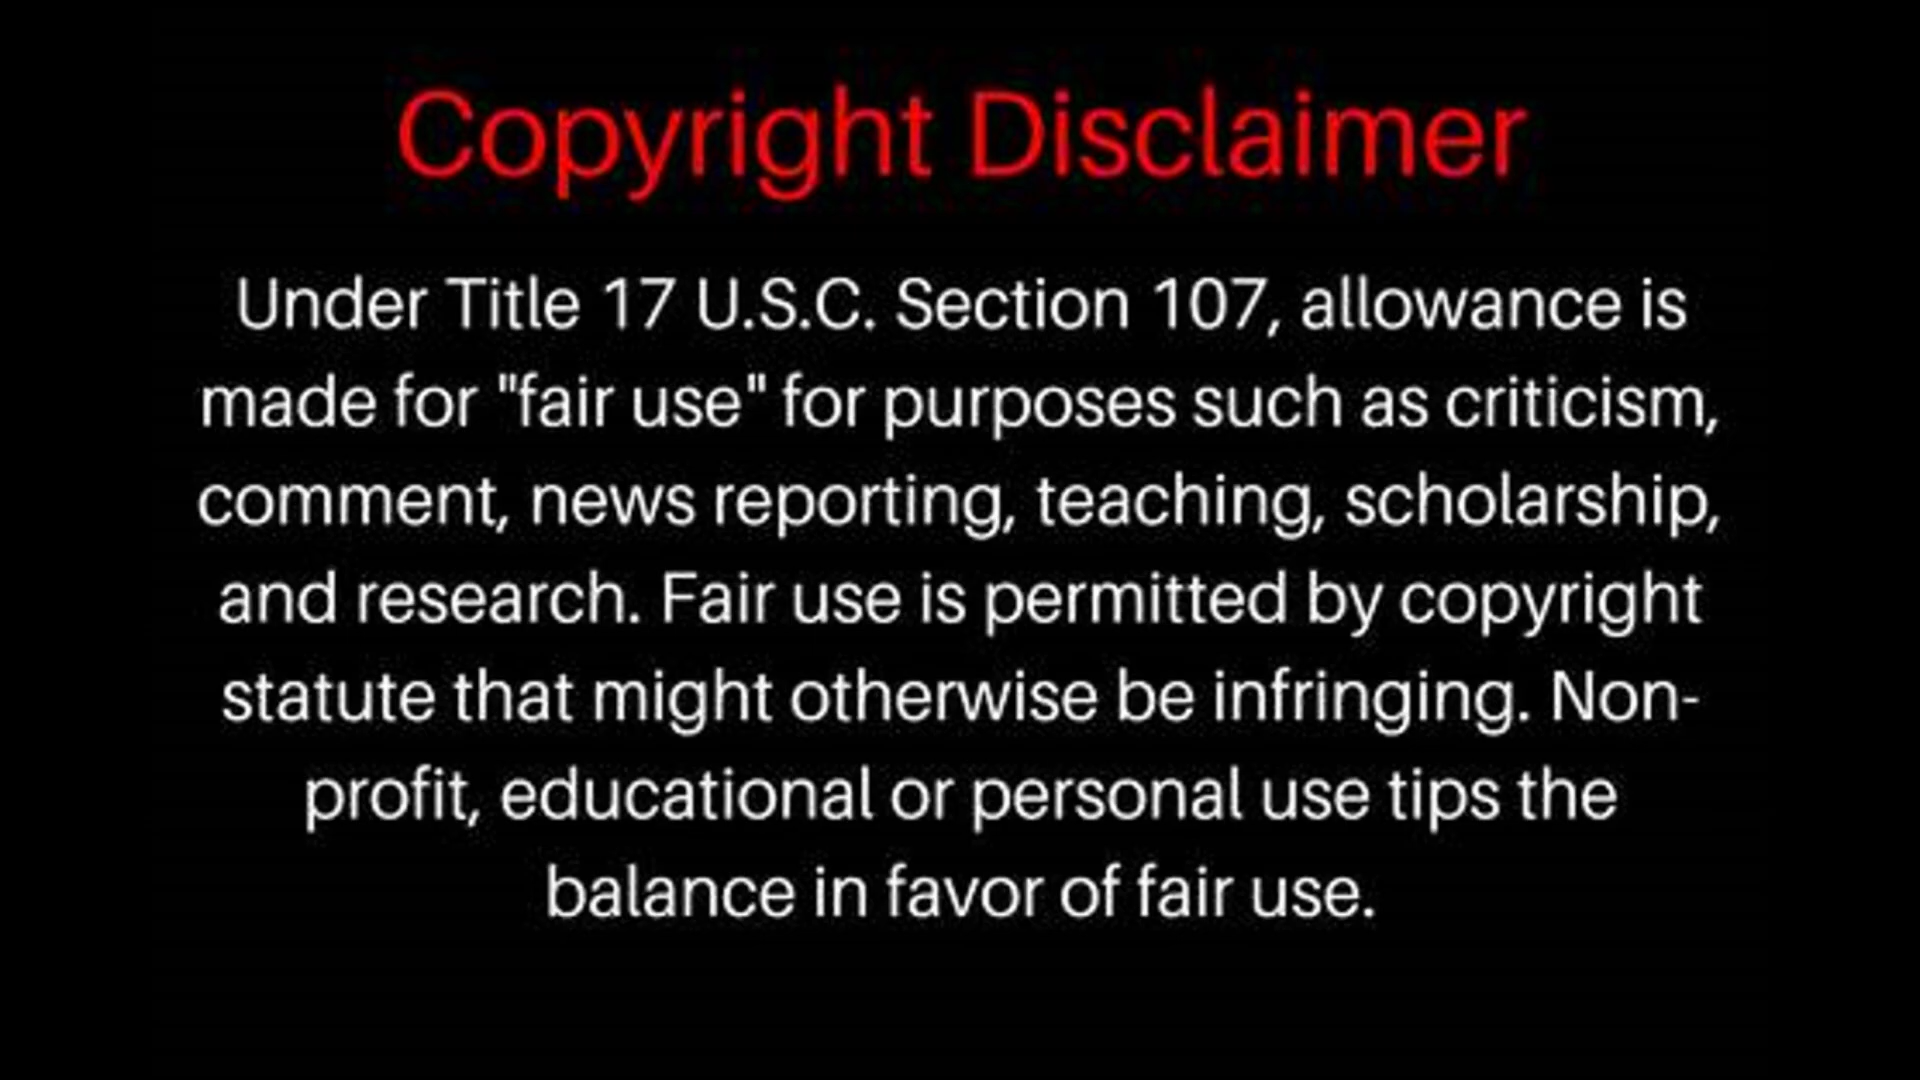 Copyright Disclaimer
Under Title 17 U.S.C. Section 107, allowance is
made for "fair use" for purposes such as criticism,
comment, news reporting, teaching, scholarship,
and research. Fair use is permitted by copyright
statute that might otherwise be infringing. Non-
profit, educational or personal use tips the
balance in favor of fair use.